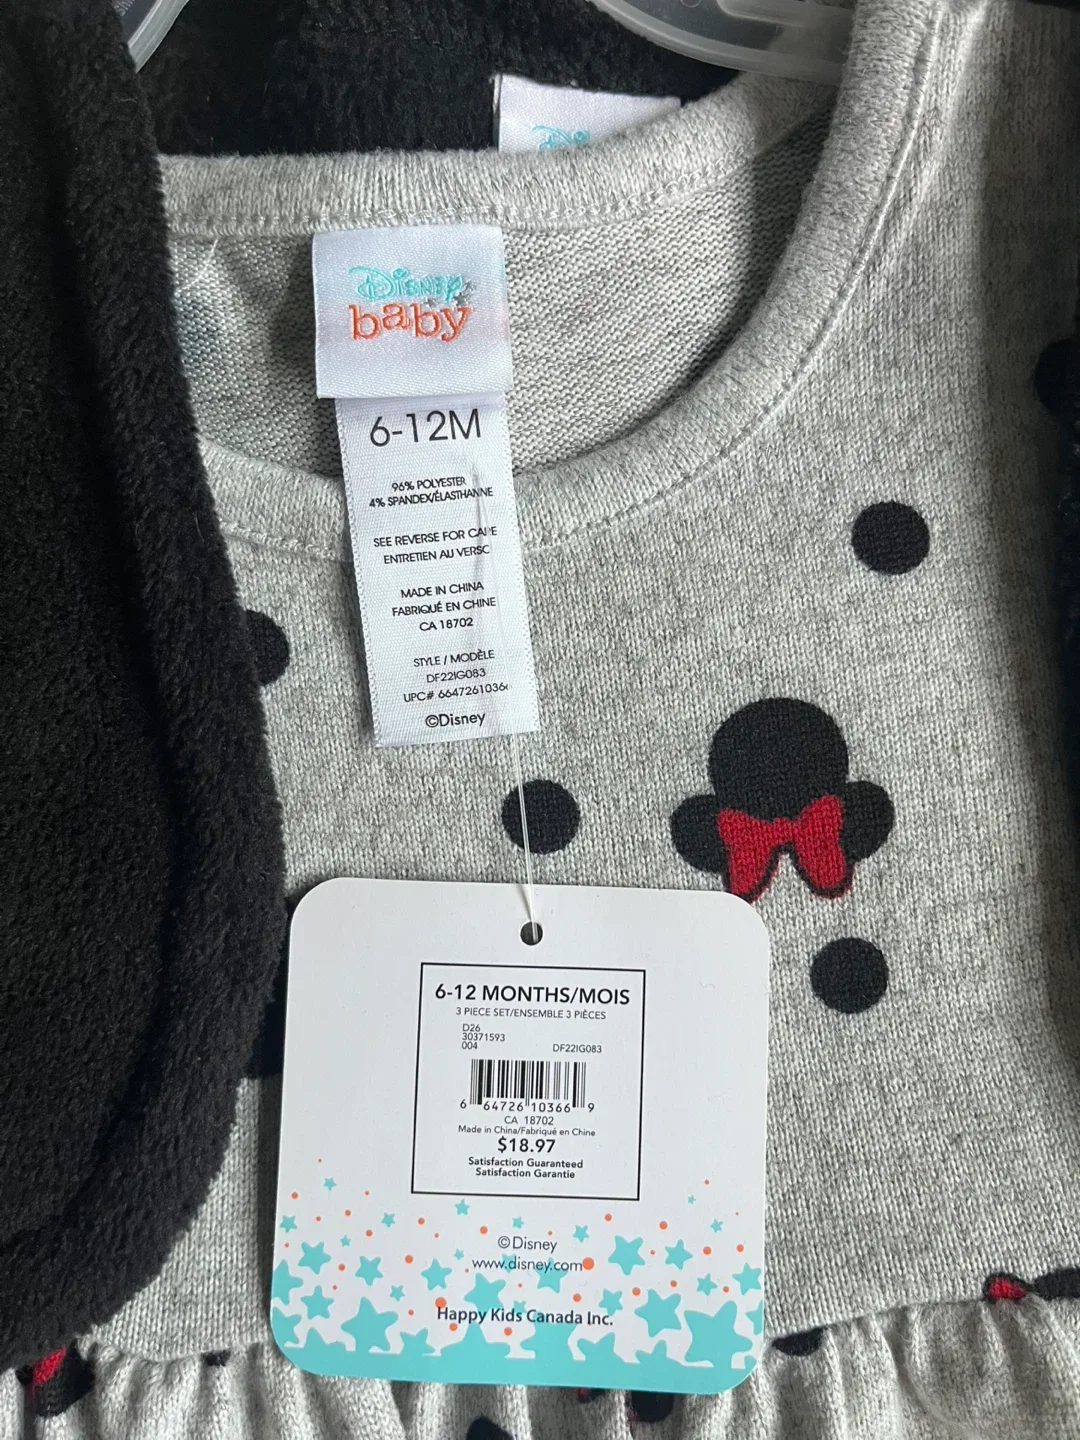 Disney
baby
6-12M
96% POLYESTER
4% SPANDEX/ÉLASTHANNE
SEE REVERSE FOR CARE
ENTRETIEN AU VERSO
MADE IN CHINA
FABRIQUÉ EN CHINE
CA 18702
STYLE / MODÈLE
DF22IG083
UPC# 6647261036
©Disney
6-12 MONTHS/MOIS
3 PIECE SET/ENSEMBLE 3 PIÈCES
D26
30371593
004 DF22IG083
6 64726 10366 9
CA 18702
Made in China/Fabriqué en Chine
$18.97
Satisfaction Guaranteed
Satisfaction Garantie
©Disney
www.disney.com
Happy Kids Canada Inc.